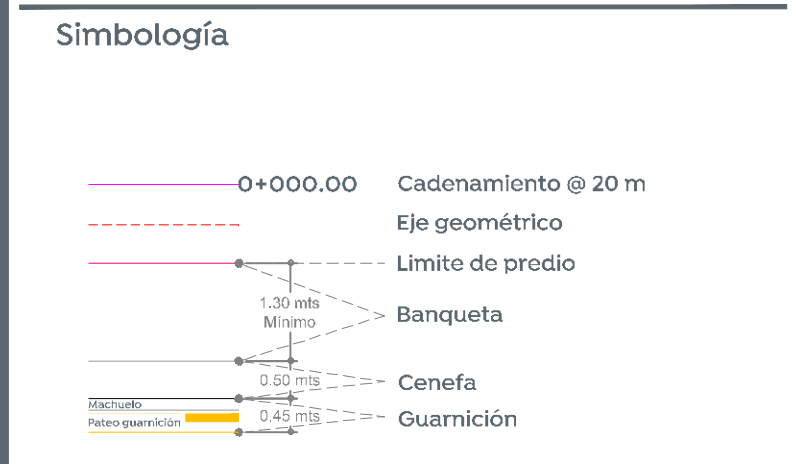 Simbología
0+000.00 Cadenamiento @ 20 m
Eje geométrico
Limite de predio
1.30 mts
Mínimo
Banqueta
0.50 mts
Cenefa
Machuelo
Pateo guarnición
0.45 mts
Guarnición